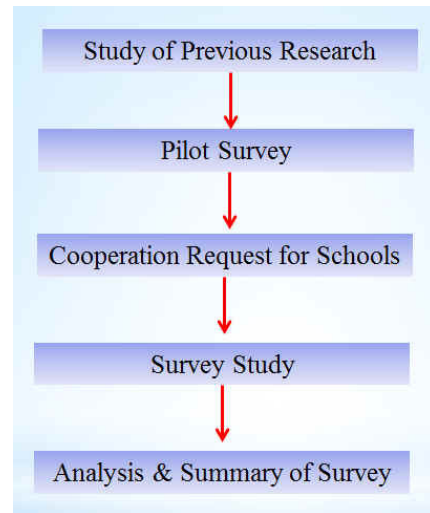 Study of Previous Research
Pilot Survey
Cooperation Request for Schools
Survey Study
Analysis & Summary of Survey